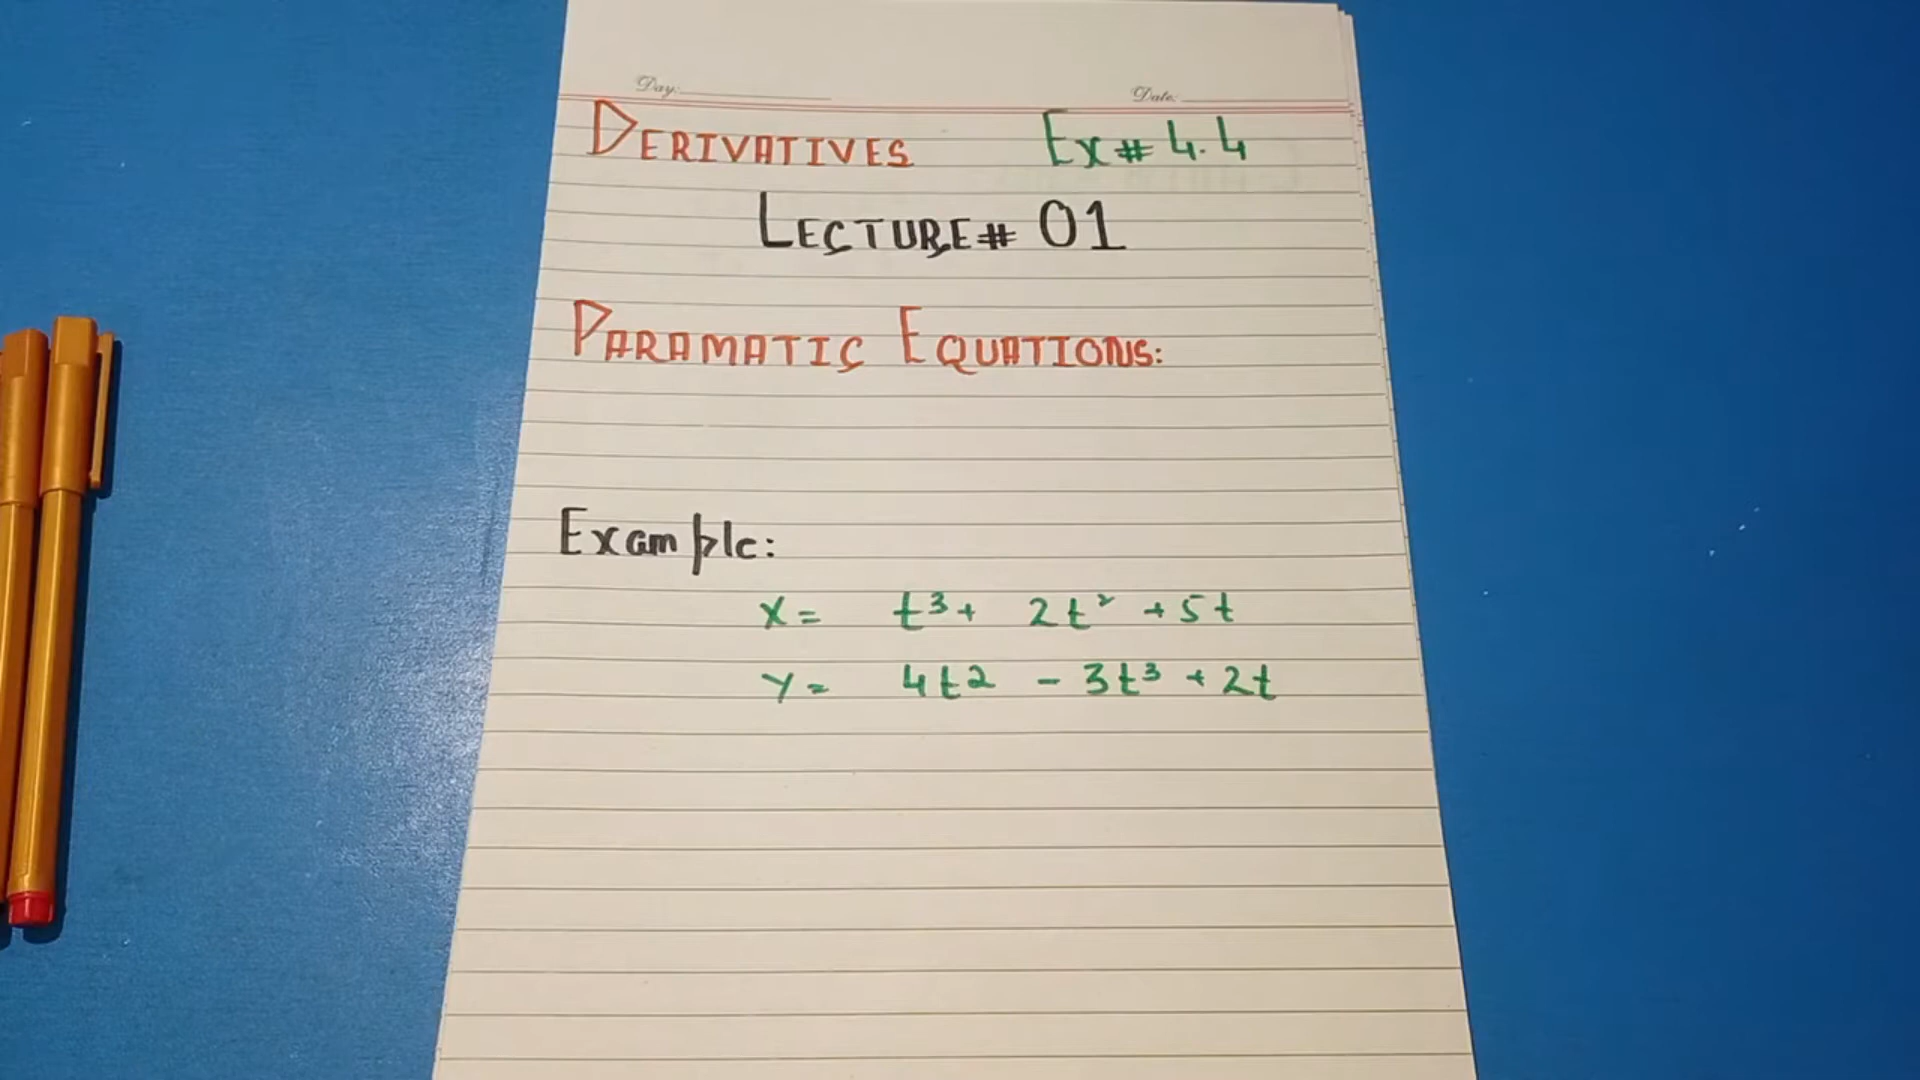 Day:
Date:
DERIVATIVES Ex# 4.4
LECTURE# 01
PARAMATIC EQUATIONS:
Example:
x = t³ + 2t² + 5t
y = 4t2 - 3t³ + 2t